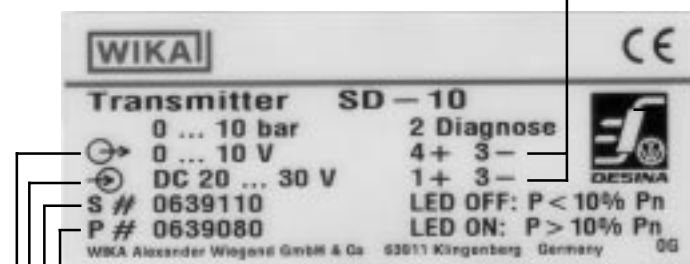 WIKA
CE
Transmitter SD – 10
0 ... 10 bar 2 Diagnose
0 ... 10 V 4+ 3–
DC 20 ... 30 V 1+ 3–
DESINA
S # 0639110 LED OFF: P < 10% Pn
P # 0639080 LED ON: P > 10% Pn
WIKA Alexander Wiegand GmbH & Co 63911 Klingenberg Germany 0G